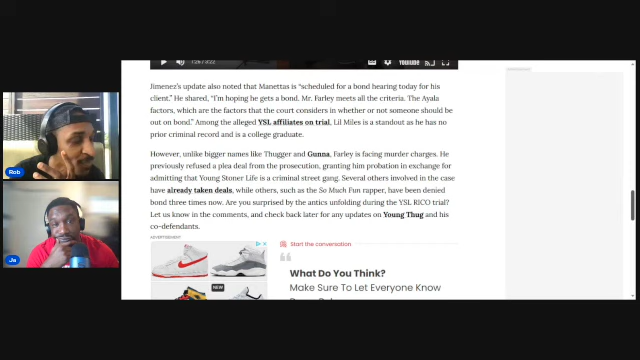 1:26 / 3:22
YouTube
Jimenez's update also noted that Manettas is "scheduled for a bond hearing today for his
client." He shared, "I'm hoping he gets a bond. Mr. Farley meets all the criteria. The Ayala
factors, which are the factors that the court considers in whether or not someone should be
out on bond." Among the alleged YSL affiliates on trial, Lil Miles is a standout as he has no
prior criminal record and is a college graduate.
However, unlike bigger names like Thugger and Gunna, Farley is facing murder charges. He
previously refused a plea deal from the prosecution, granting him probation in exchange for
admitting that Young Stoner Life is a criminal street gang. Several others involved in the case
have already taken deals, while others, such as the So Much Fun rapper, have been denied
bond three times now. Are you surprised by the antics unfolding during the YSL RICO trial?
Let us know in the comments, and check back later for any updates on Young Thug and his
co-defendants.
ADVERTISEMENT
NEW
Start the conversation
What Do You Think?
Make Sure To Let Everyone Know
Rob
Ja